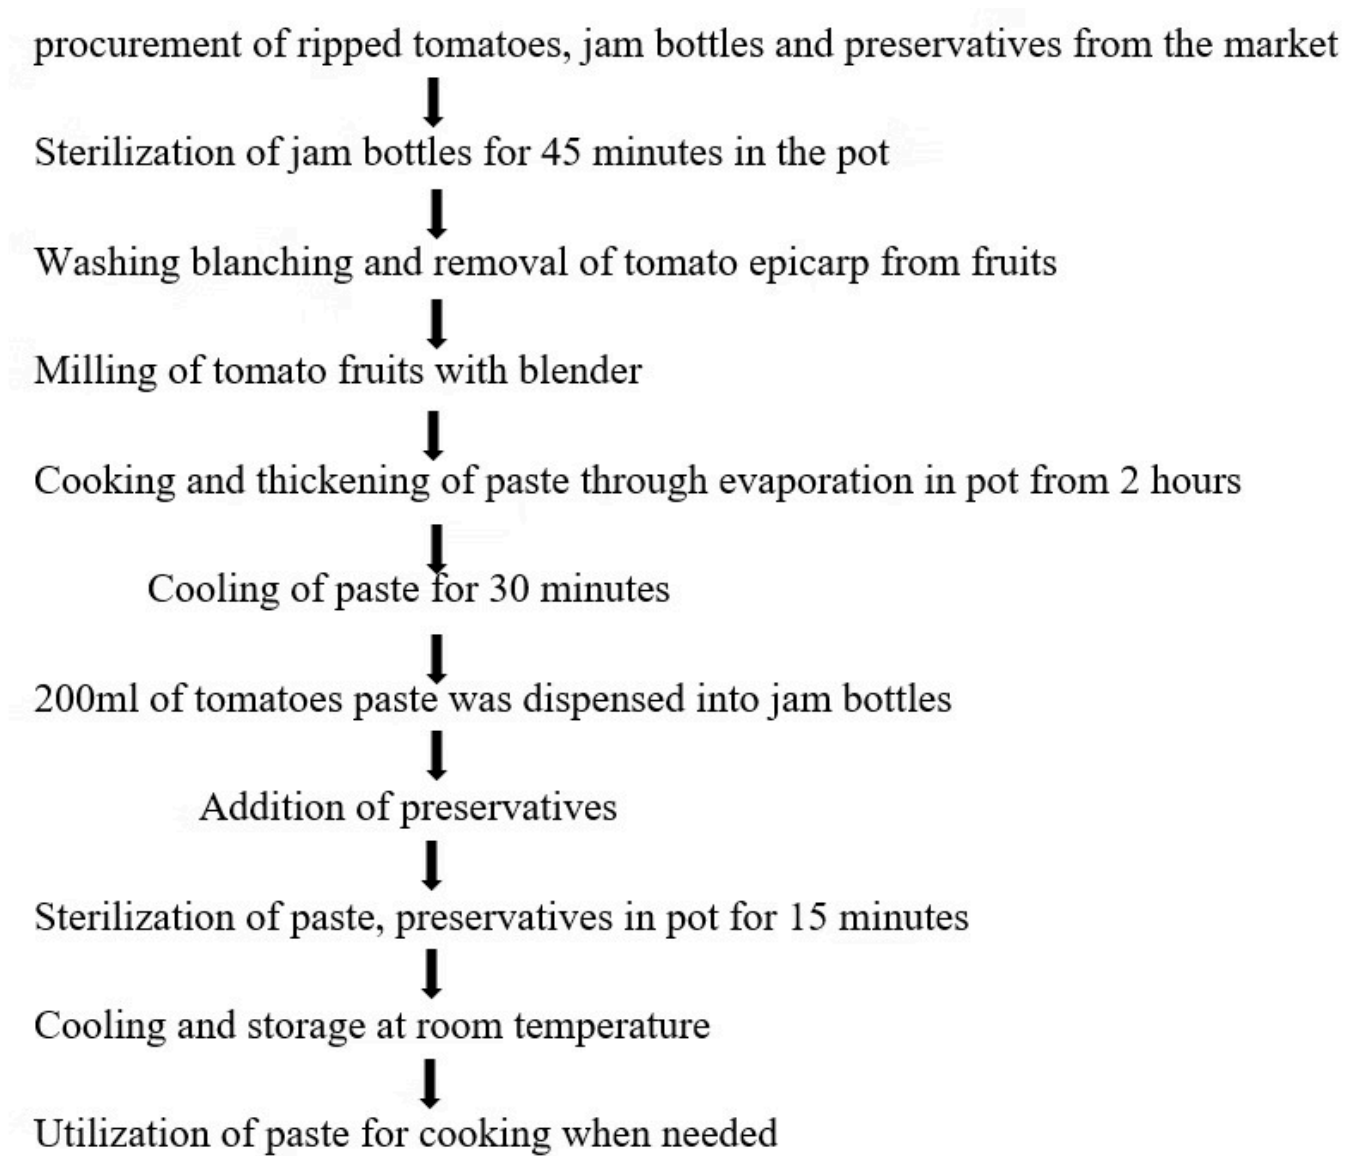 procurement of ripped tomatoes, jam bottles and preservatives from the market
Sterilization of jam bottles for 45 minutes in the pot
Washing blanching and removal of tomato epicarp from fruits
Milling of tomato fruits with blender
Cooking and thickening of paste through evaporation in pot from 2 hours
Cooling of paste for 30 minutes
200ml of tomatoes paste was dispensed into jam bottles
Addition of preservatives
Sterilization of paste, preservatives in pot for 15 minutes
Cooling and storage at room temperature
Utilization of paste for cooking when needed